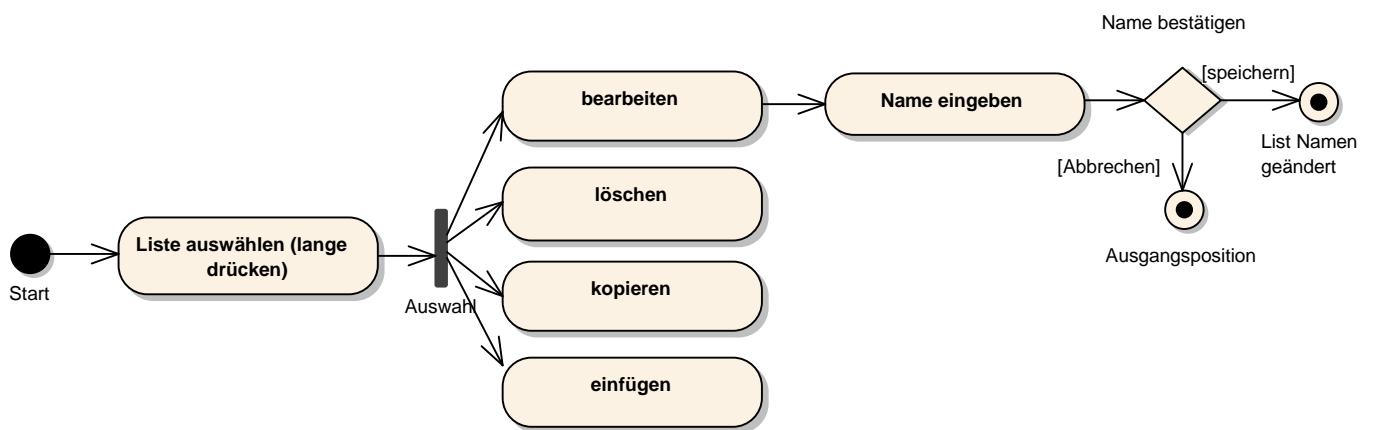 Name bestätigen
[speichern]
bearbeiten
Name eingeben
List Namen
geändert
[Abbrechen]
löschen
Liste auswählen (lange
drücken)
Ausgangsposition
Start
Auswahl
kopieren
einfügen